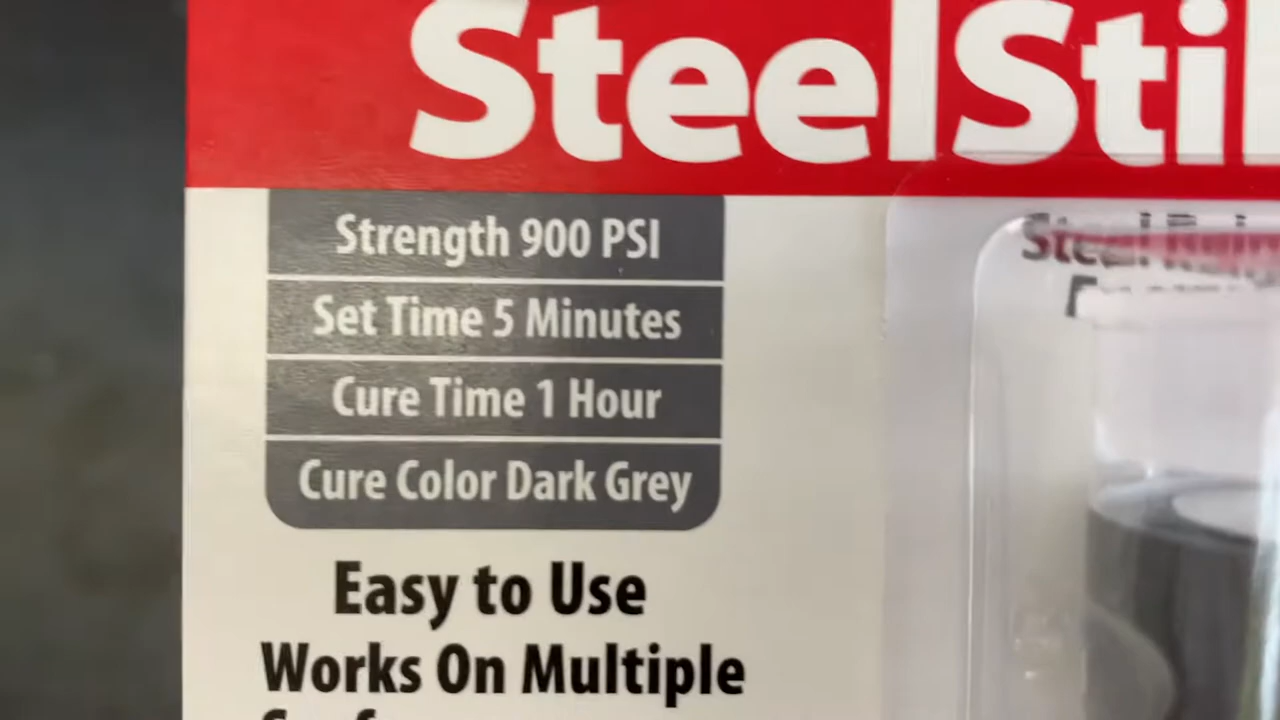 SteelSti
Strength 900 PSI
Set Time 5 Minutes
Cure Time 1 Hour
Cure Color Dark Grey
Easy to Use
Works On Multiple